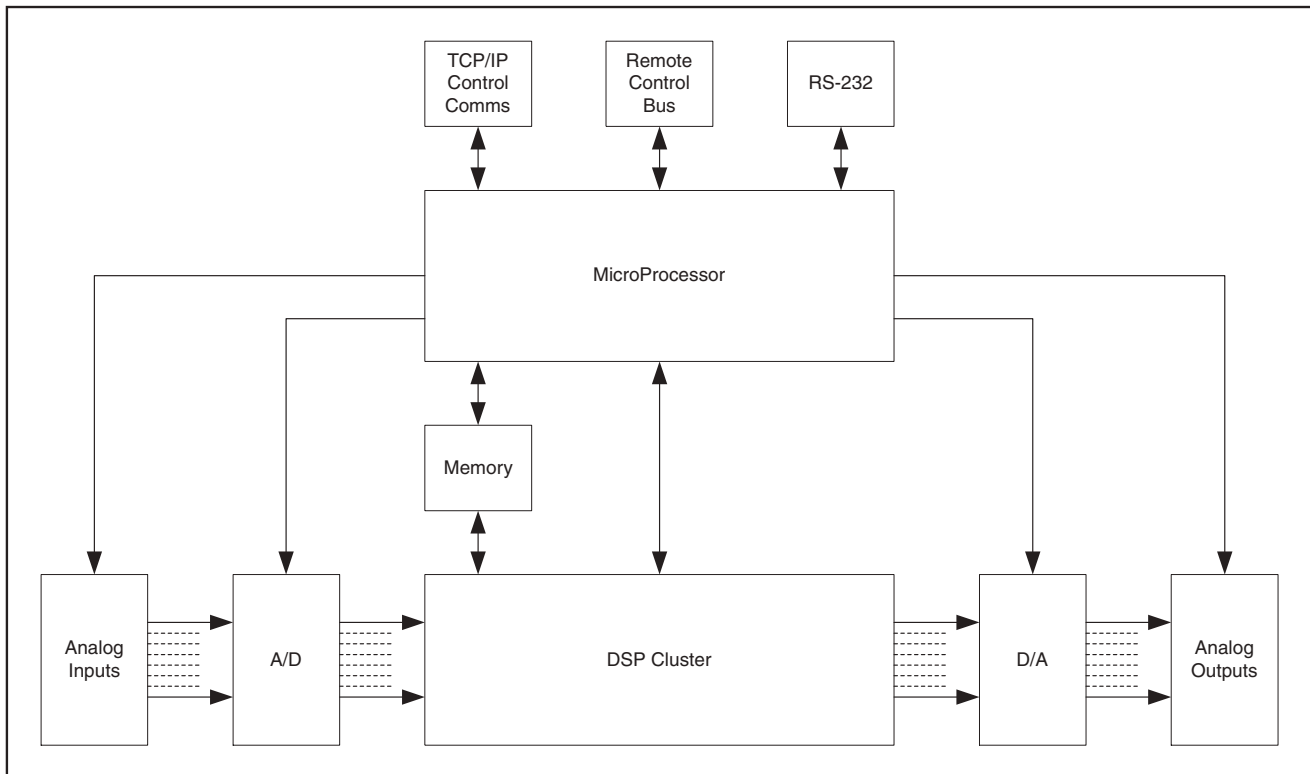 TCP/IP
Control
Comms
Remote
Control
Bus
RS-232
MicroProcessor
Memory
Analog
Inputs
A/D
DSP Cluster
D/A
Analog
Outputs